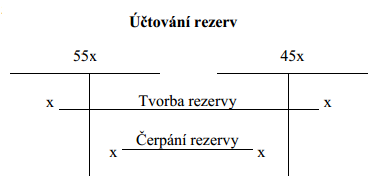 Účtování rezerv
55x 45x
x Tvorba rezervy x
x Čerpání rezervy x